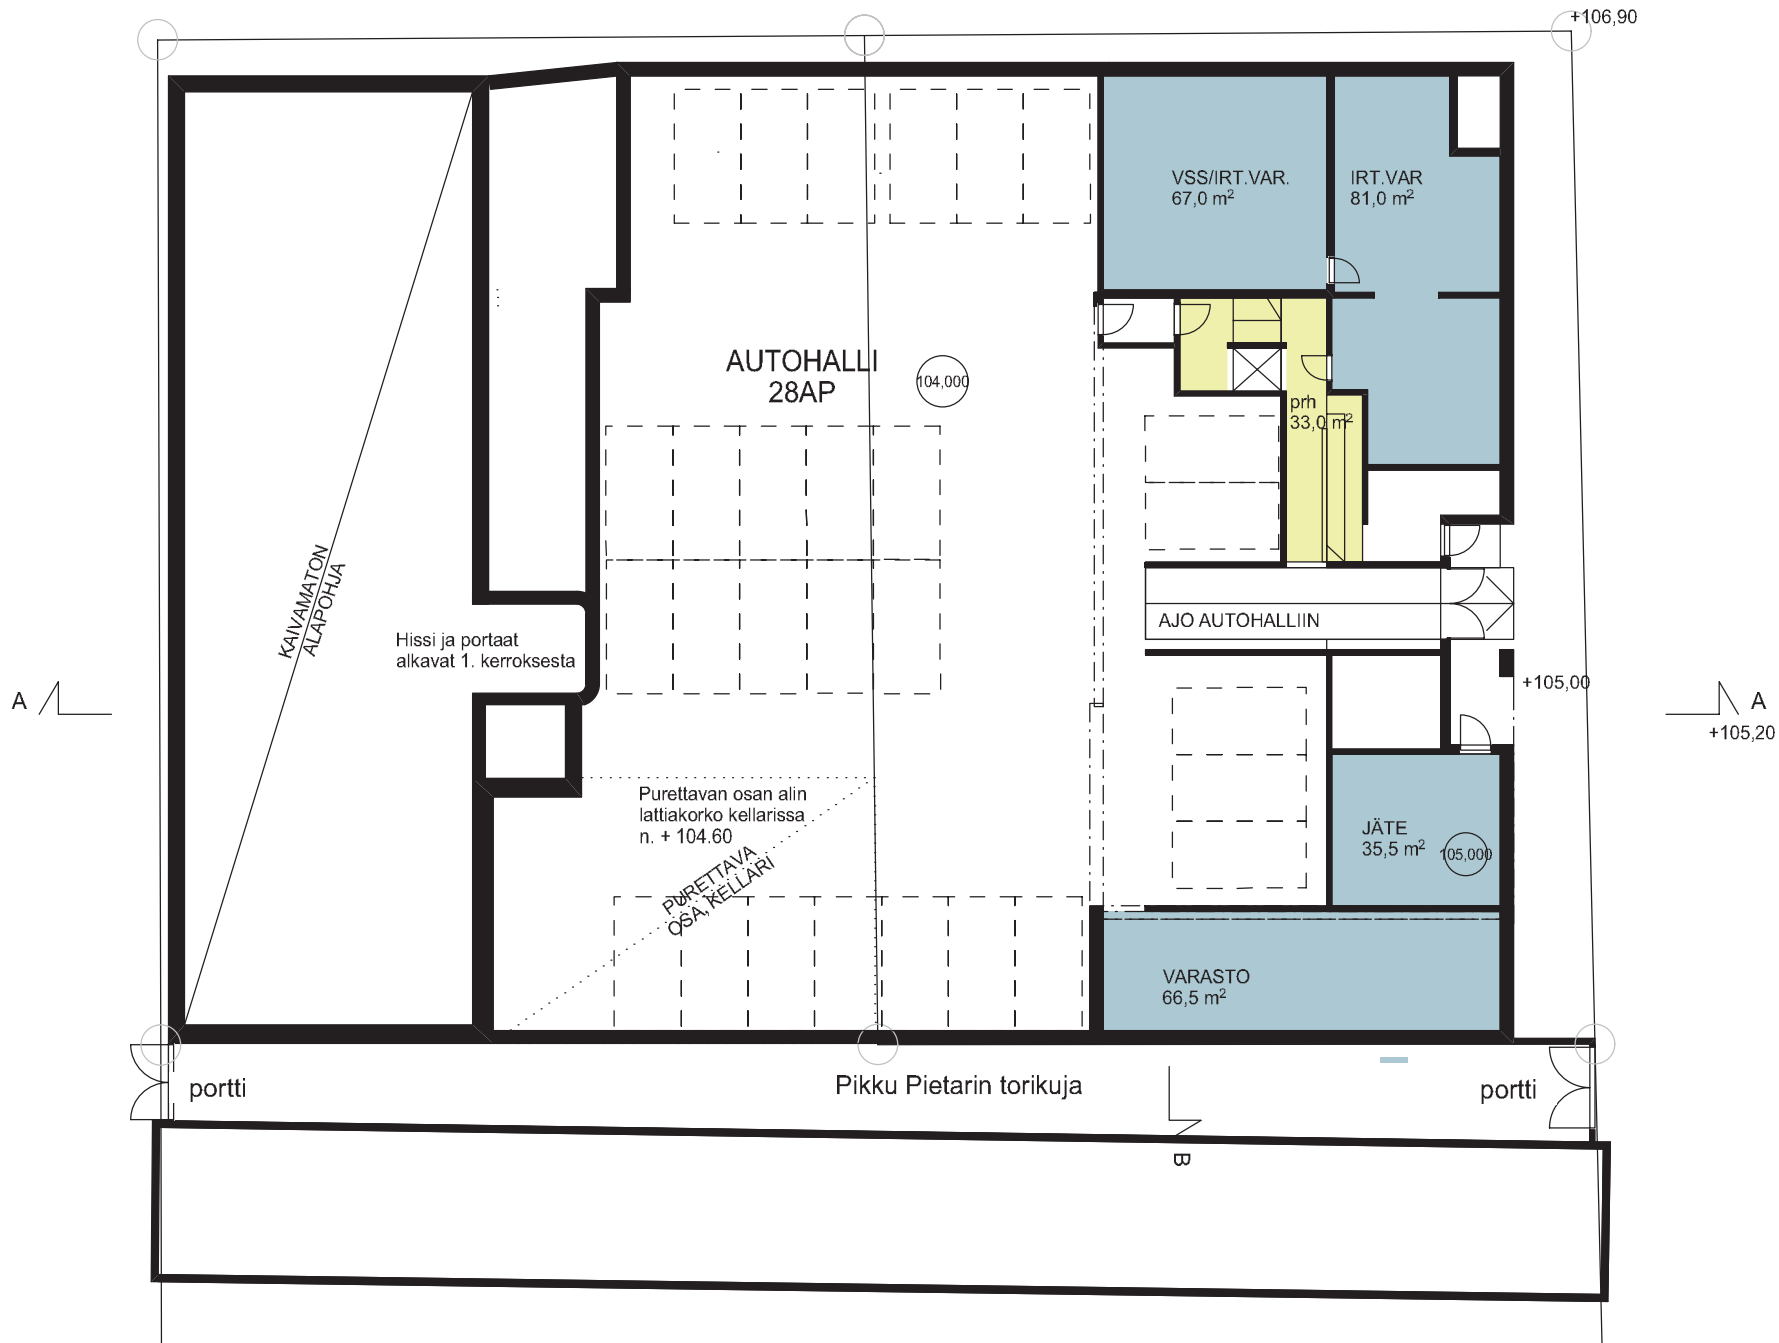 +106,90
VSS/IRT.VAR.
67,0 m²
IRT.VAR
81,0 m²
AUTOHALLI
28AP
104,000
prh
33,0 m²
KAIVAMATON
ALAPOHJA
Hissi ja portaat
alkavat 1. kerroksesta
AJO AUTOHALLIIN
A
+105,00
A
+105,20
Purettavan osan alin
lattiakorko kellarissa
n. + 104.60
PURETTAVA
OSA, KELLARI
JÄTE
35,5 m²
105,000
VARASTO
66,5 m²
portti
Pikku Pietarin torikuja
portti
B